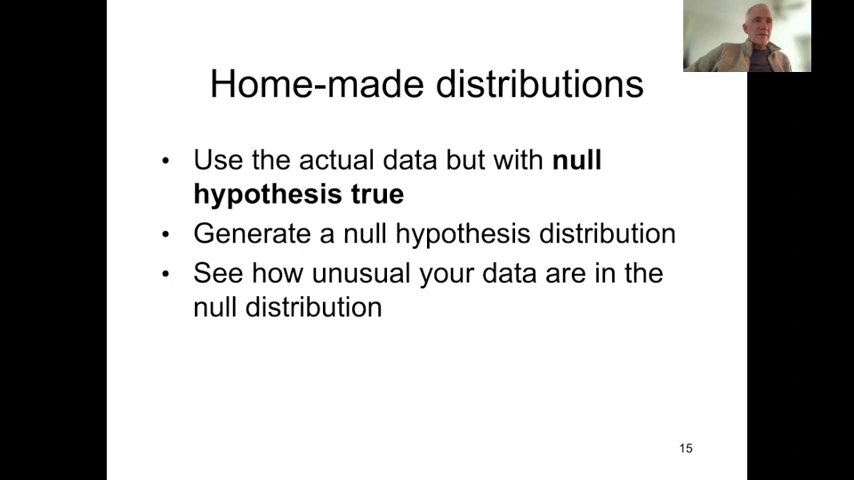 Home-made distributions
• Use the actual data but with null
hypothesis true
• Generate a null hypothesis distribution
• See how unusual your data are in the
null distribution
15